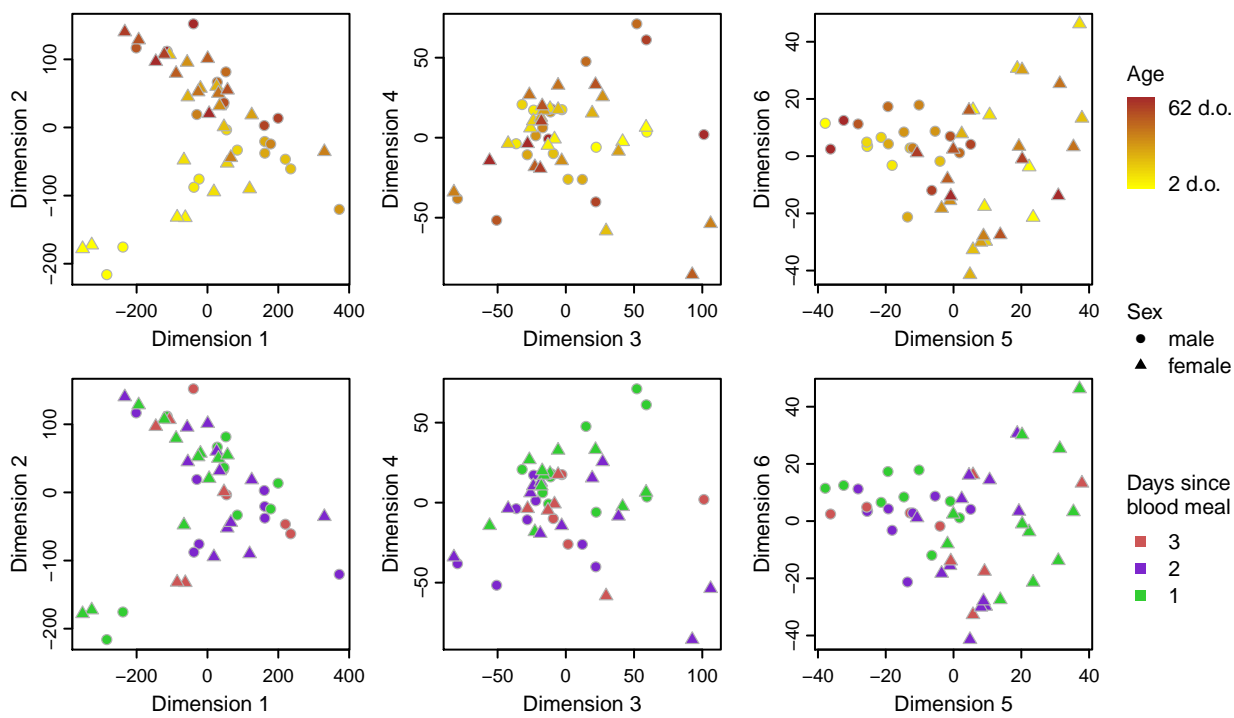 100
0
−100
−200
Dimension 2
−200
0
200
400
Dimension 1
50
0
−50
Dimension 4
−50
0
50
100
Dimension 3
40
20
0
−20
−40
Dimension 6
−40
−20
0
20
40
Dimension 5
Age
62 d.o.
2 d.o.
Sex
male
female
100
0
−100
−200
Dimension 2
−200
0
200
400
Dimension 1
50
0
−50
Dimension 4
−50
0
50
100
Dimension 3
40
20
0
−20
−40
Dimension 6
−40
−20
0
20
40
Dimension 5
Days since
blood meal
3
2
1